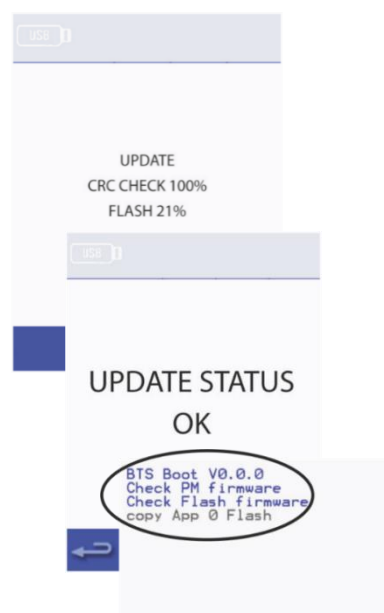 USB
UPDATE
CRC CHECK 100%
FLASH 21%
USB
UPDATE STATUS
OK
BTS Boot V0.0.0
Check PM firmware
Check Flash firmware
copy App 0 Flash